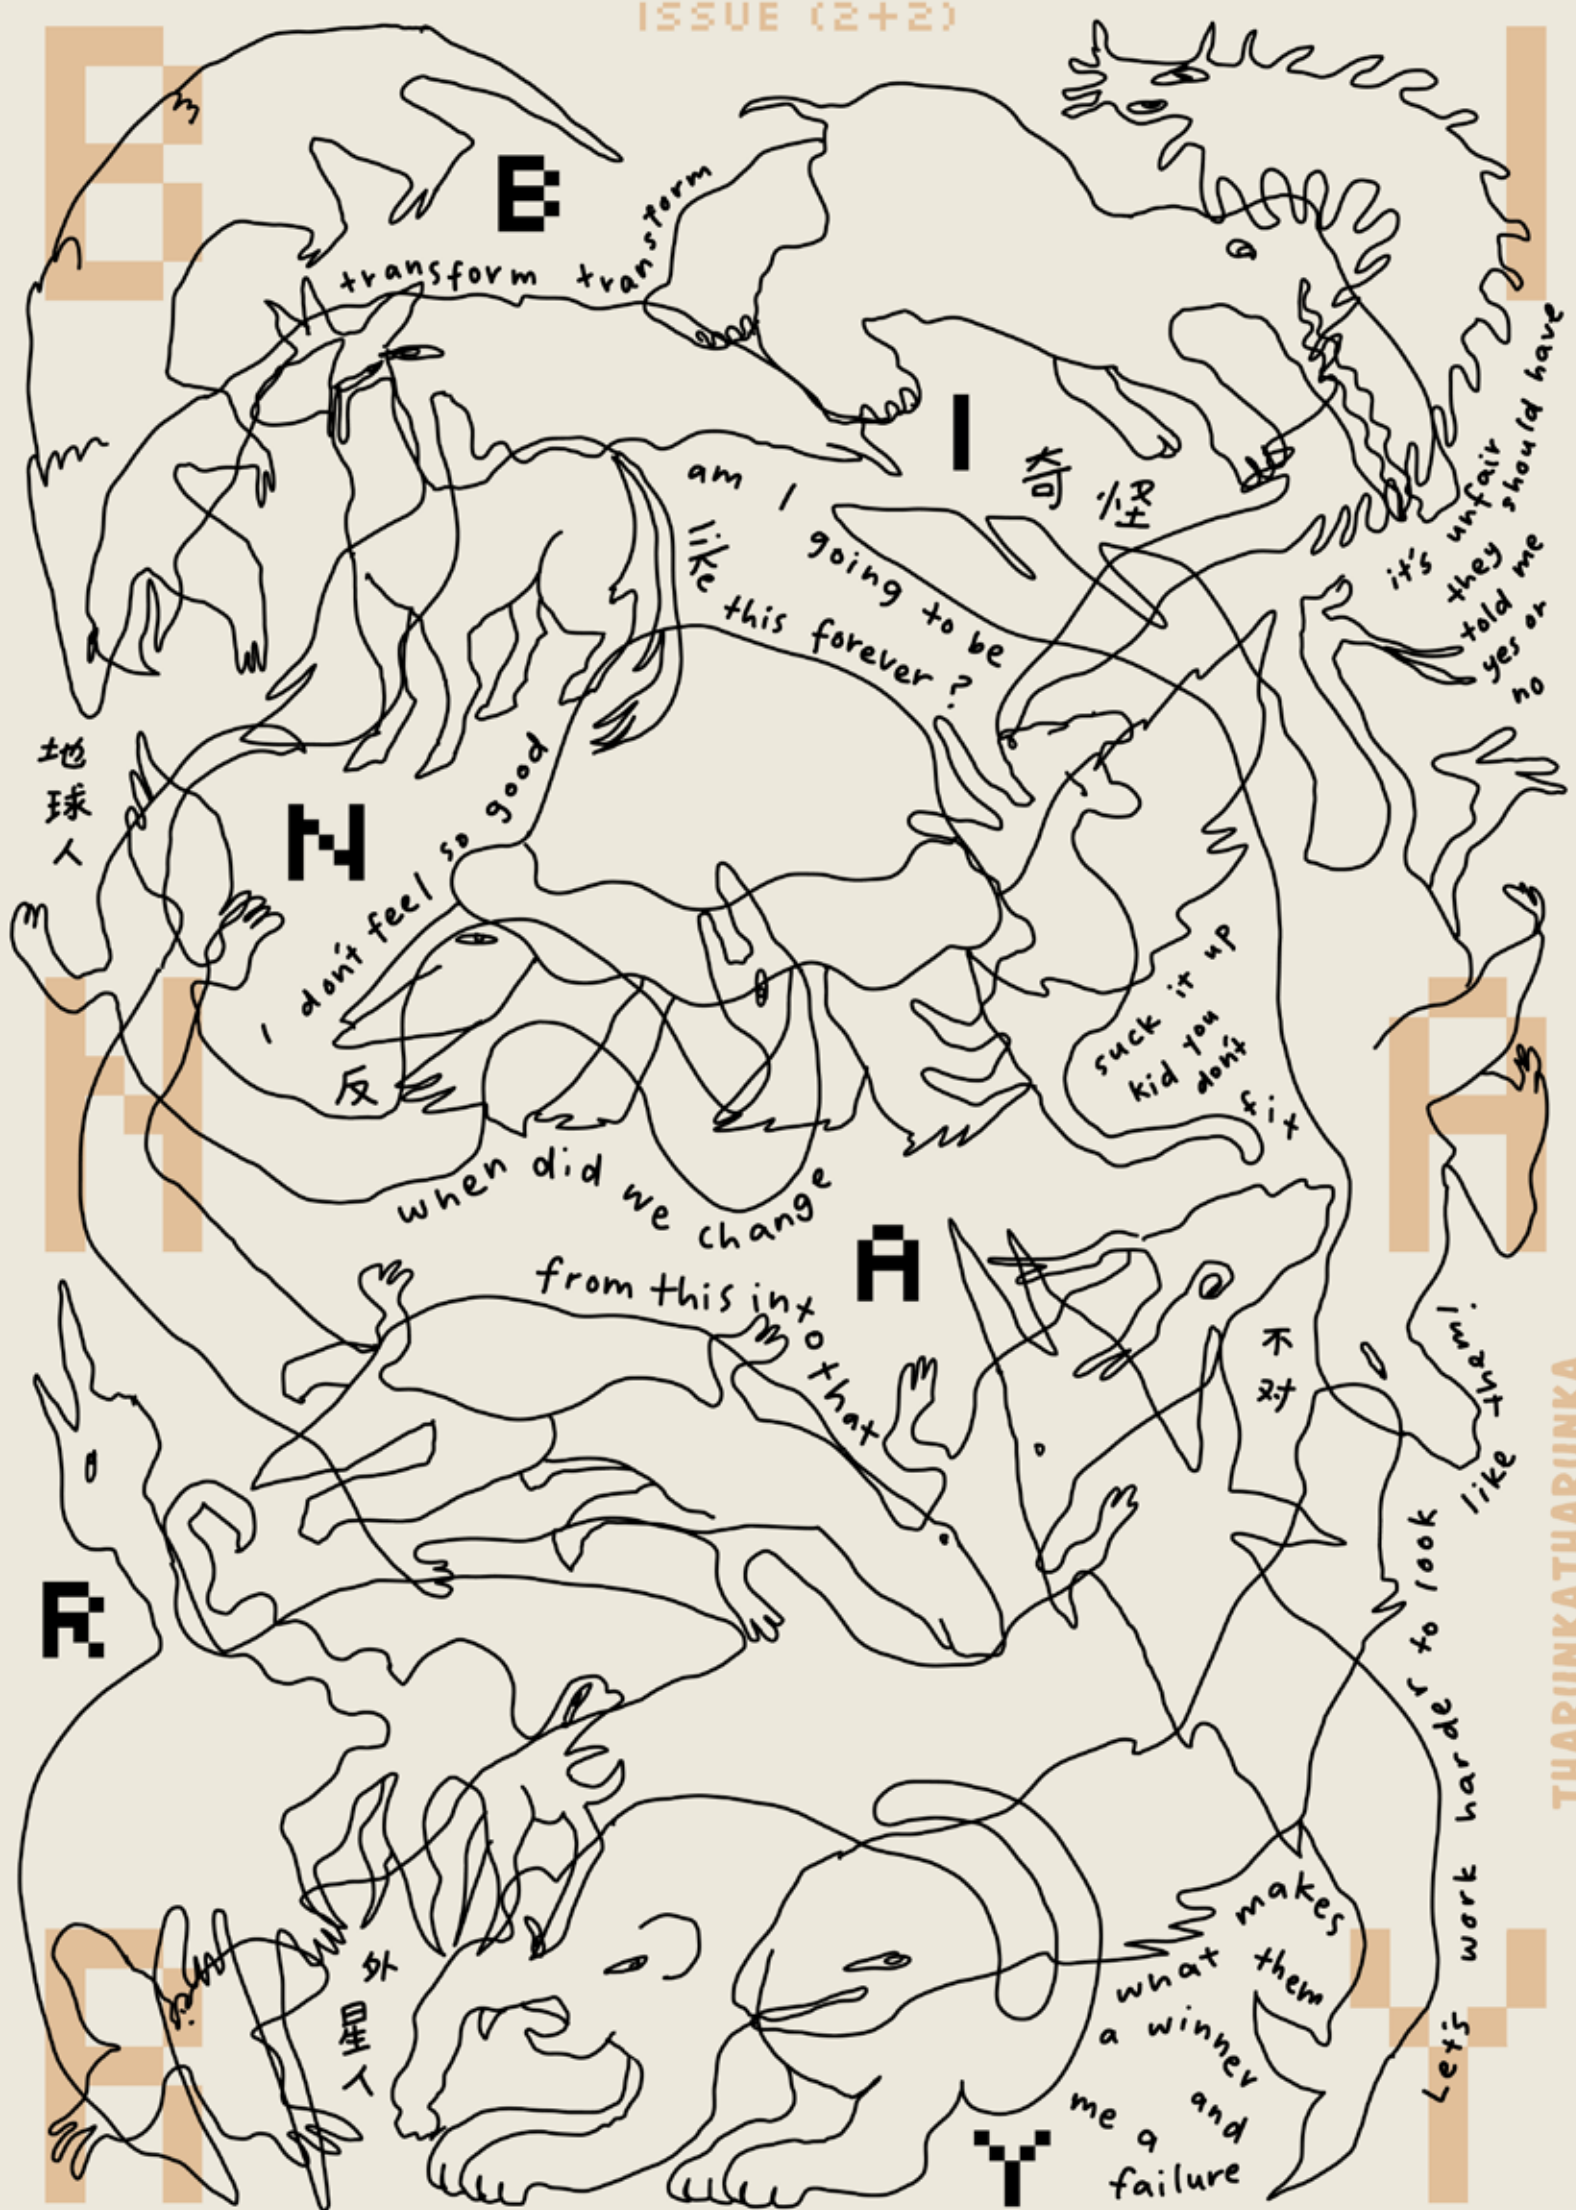 ISSUE (2+2)
B
I
N
A
R
Y
B
transform transform
I
奇怪
am I going to be
like this forever?
it's unfair
they should have
told me
yes or
no
地球人
N
I don't feel so good
反
suck it up
kid you
don't
fit
when did we change
from this into that
A
不对
THARUNKATHARUNKA
R
Let's work harder to look like them!
外星人
what makes them
a winner
and
me a
failure
Y